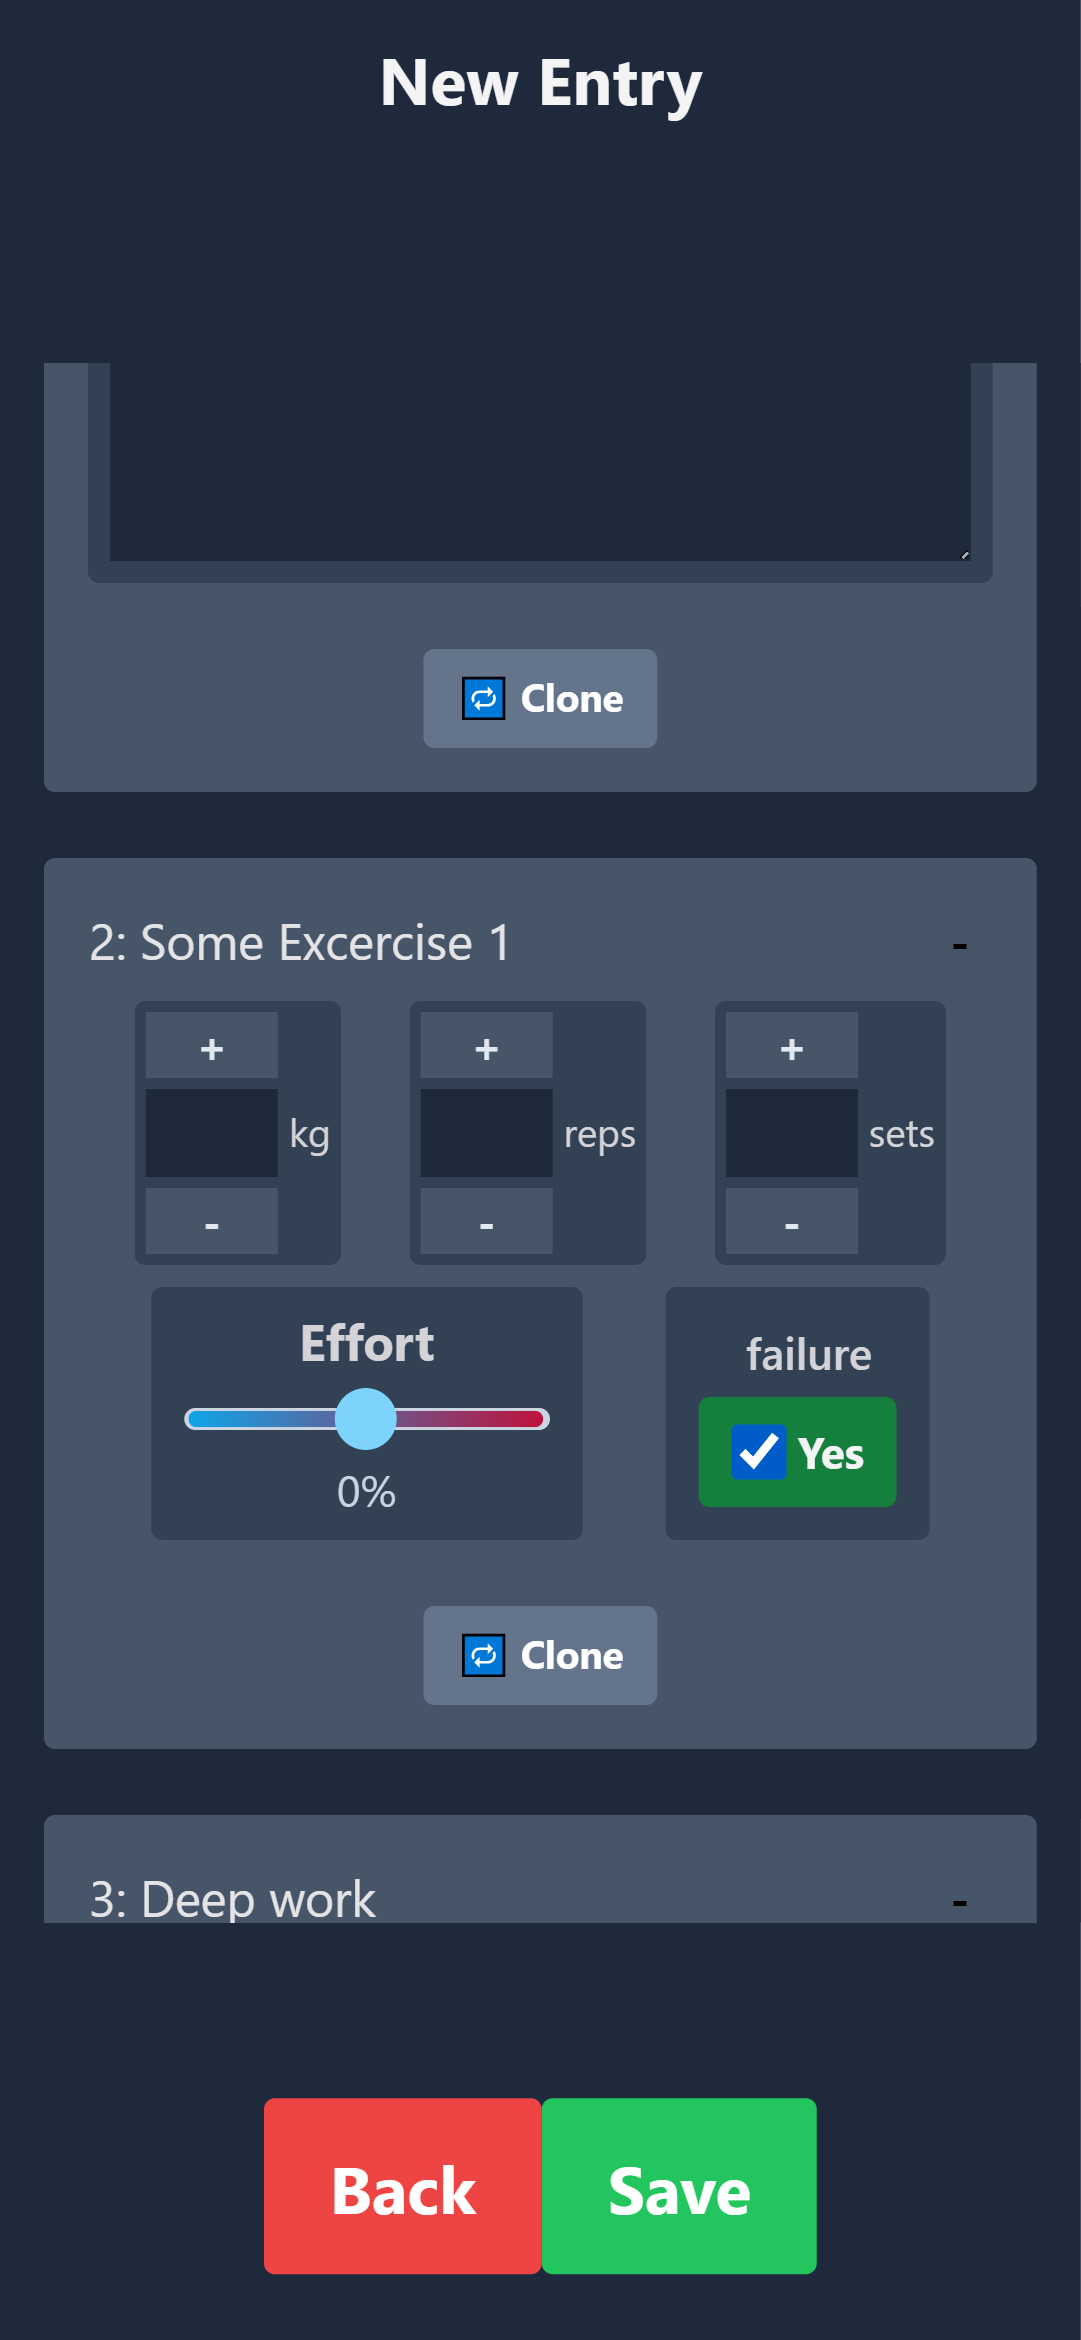 New Entry
Clone
2: Some Excercise 1 -
+ + +
kg reps sets
- - -
Effort
0%
failure
Yes
Clone
3: Deep work -
Back Save